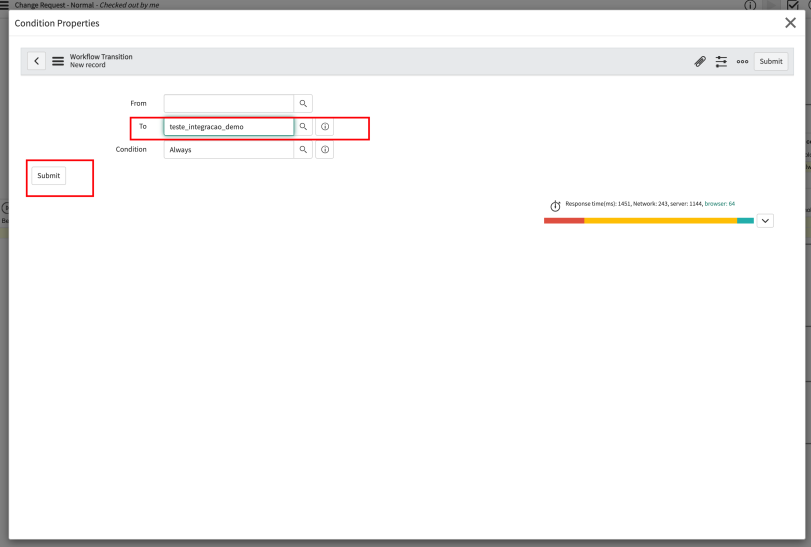 Change Request - Normal - Checked out by me
Condition Properties
Workflow Transition
New record
Submit
From
To
teste_integracao_demo
Condition
Always
Submit
Response time(ms): 1451, Network: 243, server: 1144, browser: 64
Be